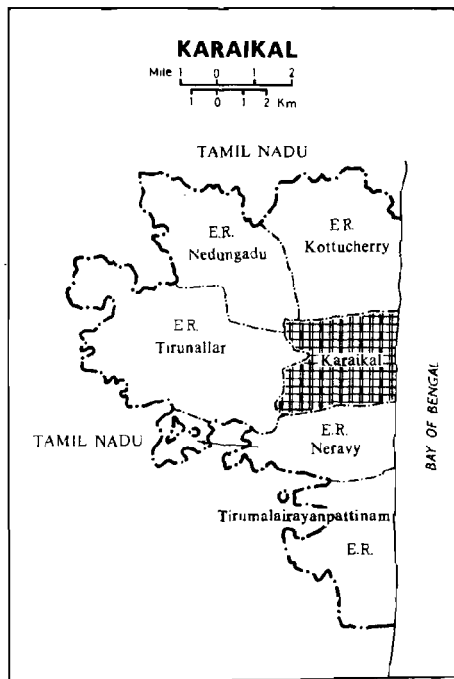 KARAIKAL
Mile 1 0 1 2
1 0 1 2 Km
TAMIL NADU
E.R.
Nedungadu
E.R.
Kottucherry
E.R
Tirunallar
Karaikal
TAMIL NADU
E.R.
Neravy
BAY OF BENGAL
Tirumalairayanpattinam
E.R.